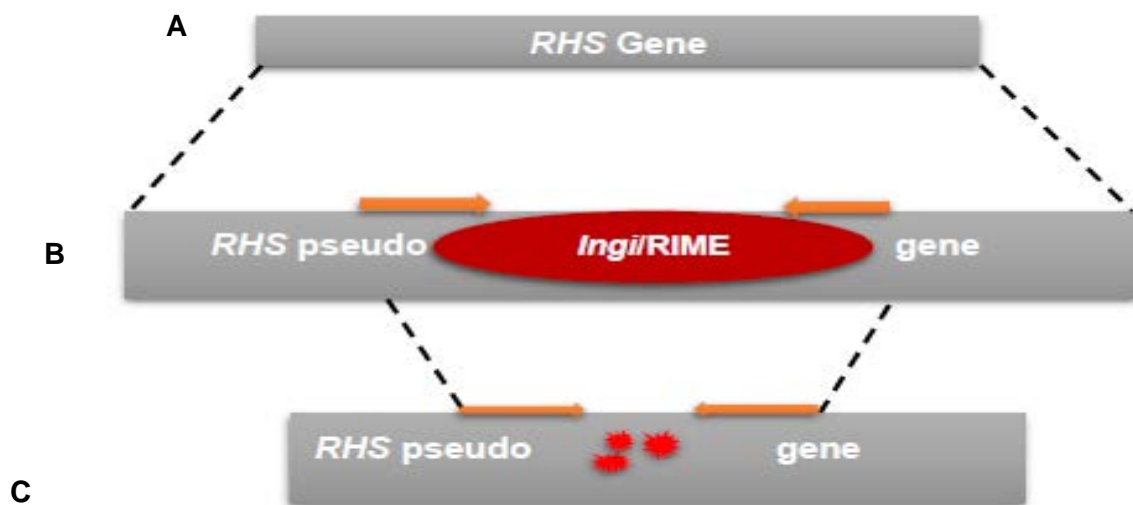 A
RHS Gene
B
RHS pseudo
Ingi/RIME
gene
RHS pseudo
gene
C